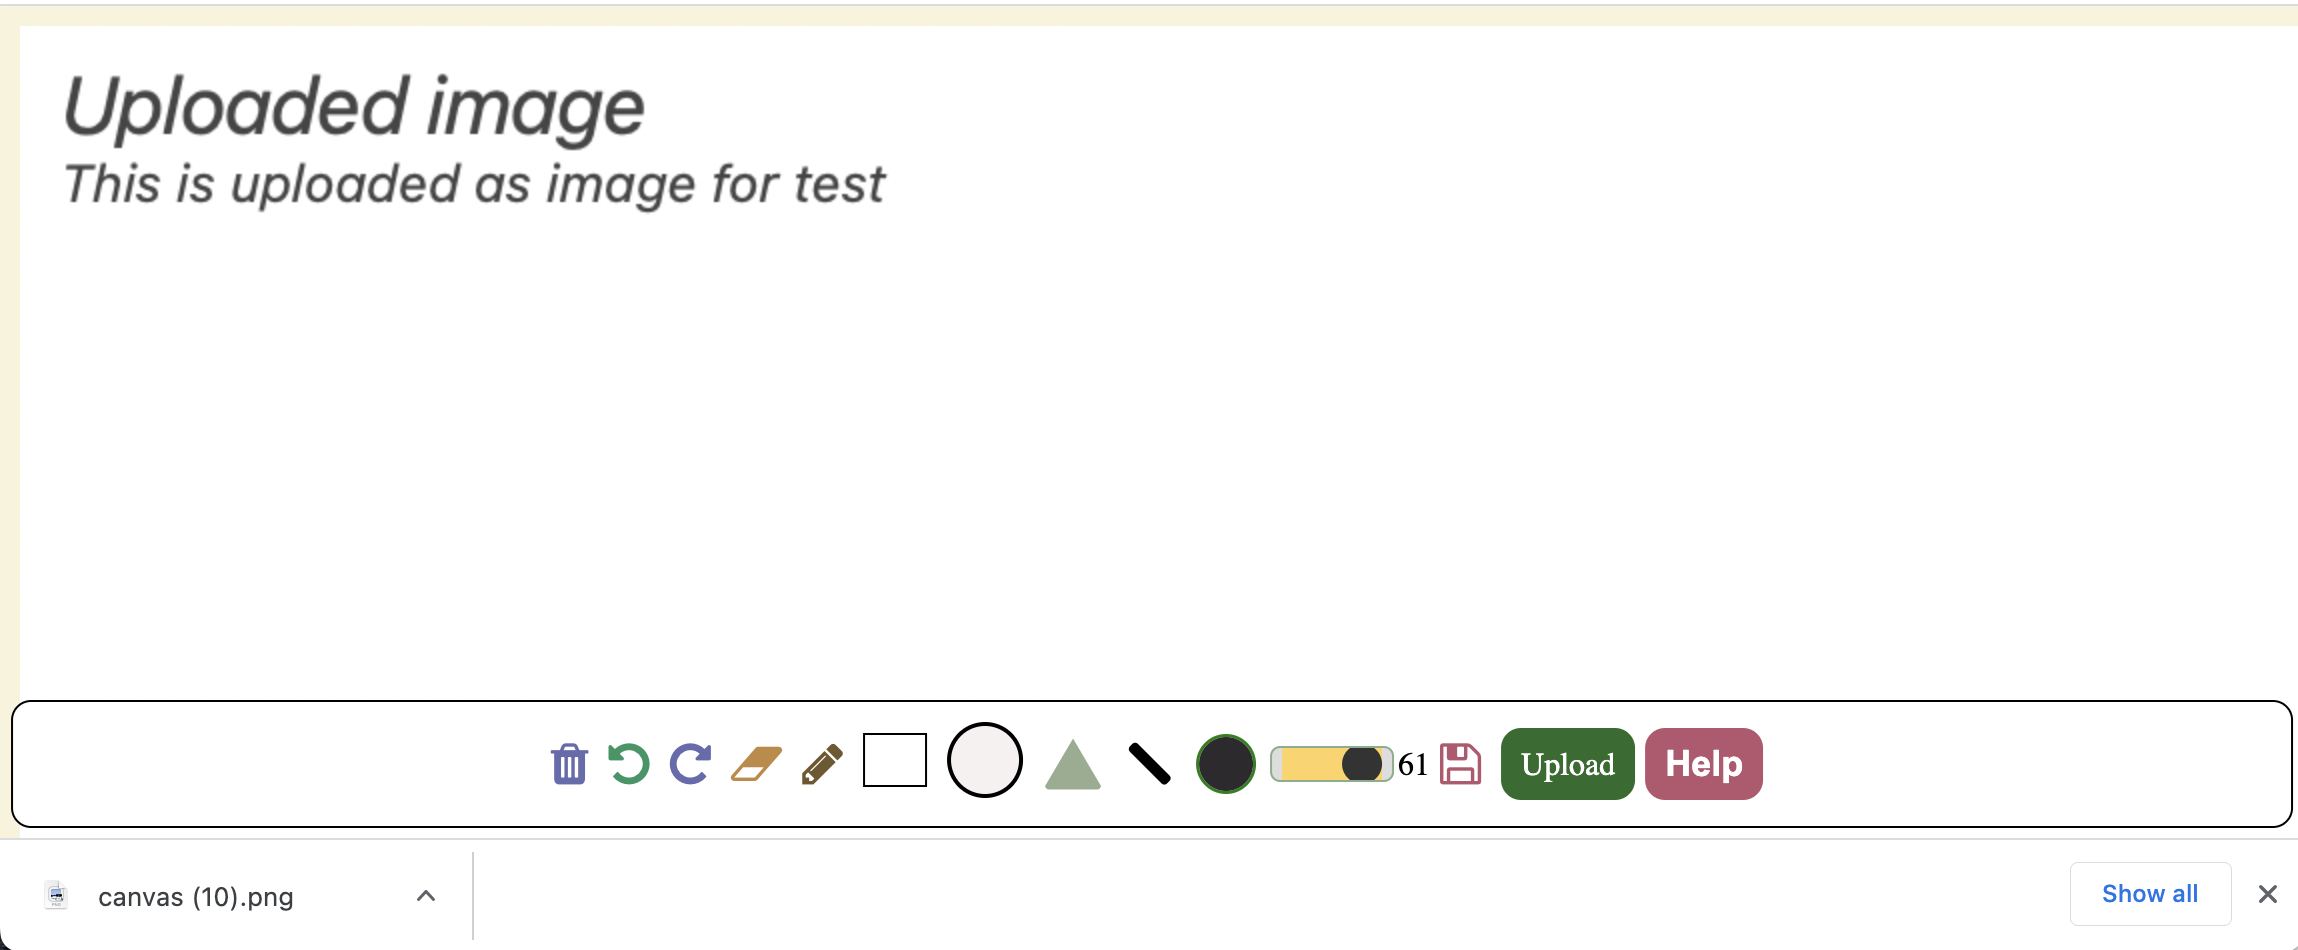 Uploaded image
This is uploaded as image for test
61
Upload
Help
canvas (10).png
Show all